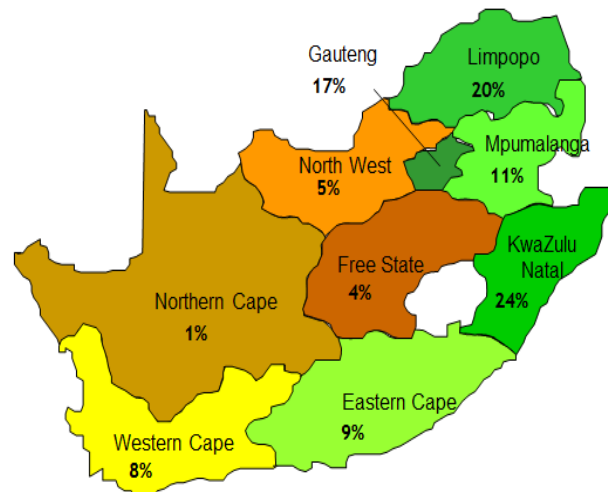 Gauteng
17%
Limpopo
20%
Mpumalanga
11%
North West
5%
KwaZulu
Natal
24%
Free State
4%
Northern Cape
1%
Eastern Cape
9%
Western Cape
8%